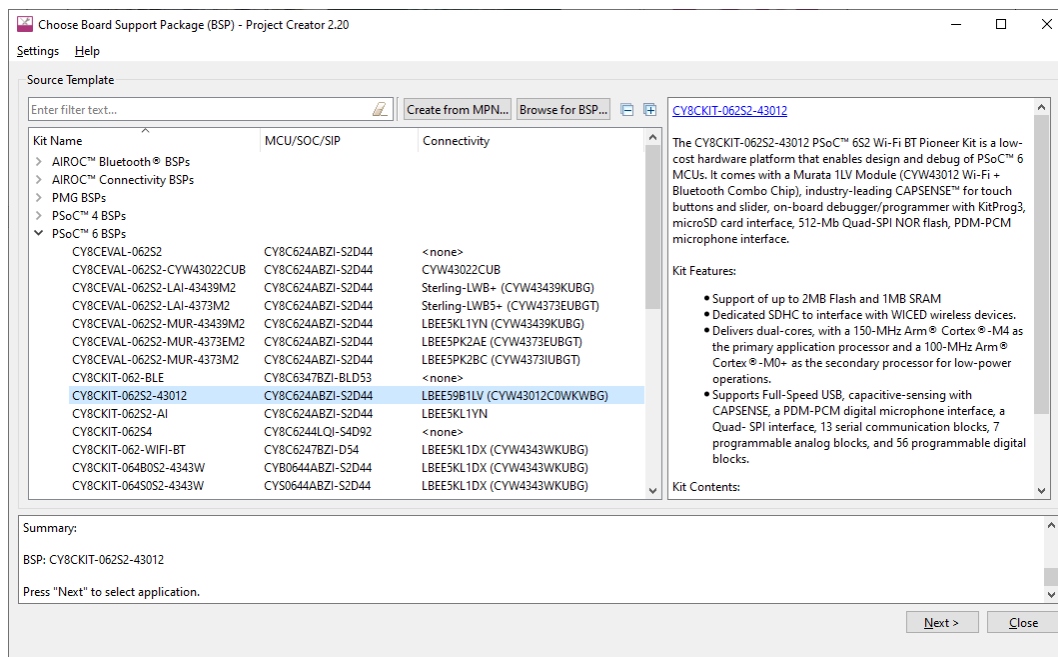 Choose Board Support Package (BSP) - Project Creator 2.20
Settings Help
Source Template
Enter filter text...
Create from MPN...
Browse for BSP...
Kit Name MCU/SOC/SIP Connectivity
AIROC™ Bluetooth® BSPs
AIROC™ Connectivity BSPs
PMG BSPs
PSoC™ 4 BSPs
PSoC™ 6 BSPs
CY8CEVAL-062S2 CY8C624ABZI-S2D44 <none>
CY8CEVAL-062S2-CYW43022CUB CY8C624ABZI-S2D44 CYW43022CUB
CY8CEVAL-062S2-LAI-43439M2 CY8C624ABZI-S2D44 Sterling-LWB+ (CYW43439KUBG)
CY8CEVAL-062S2-LAI-4373M2 CY8C624ABZI-S2D44 Sterling-LWB5+ (CYW4373EUBGT)
CY8CEVAL-062S2-MUR-43439M2 CY8C624ABZI-S2D44 LBEE5KL1YN (CYW43439KUBG)
CY8CEVAL-062S2-MUR-4373EM2 CY8C624ABZI-S2D44 LBEE5PK2AE (CYW4373EUBGT)
CY8CEVAL-062S2-MUR-4373M2 CY8C624ABZI-S2D44 LBEE5PK2BC (CYW4373IUBGT)
CY8CKIT-062-BLE CY8C6347BZI-BLD53 <none>
CY8CKIT-062S2-43012 CY8C624ABZI-S2D44 LBEE59B1LV (CYW43012C0WKWBG)
CY8CKIT-062S2-AI CY8C624ABZI-S2D44 LBEE5KL1YN
CY8CKIT-062S4 CY8C6244LQI-S4D92 <none>
CY8CKIT-062-WIFI-BT CY8C6247BZI-D54 LBEE5KL1DX (CYW4343WKUBG)
CY8CKIT-064B0S2-4343W CYB0644ABZI-S2D44 LBEE5KL1DX (CYW4343WKUBG)
CY8CKIT-064S0S2-4343W CYS0644ABZI-S2D44 LBEE5KL1DX (CYW4343WKUBG)
CY8CKIT-062S2-43012
The CY8CKIT-062S2-43012 PSoC™ 6S2 Wi-Fi BT Pioneer Kit is a low-
cost hardware platform that enables design and debug of PSoC™ 6
MCUs. It comes with a Murata 1LV Module (CYW43012 Wi-Fi +
Bluetooth Combo Chip), industry-leading CAPSENSE™ for touch
buttons and slider, on-board debugger/programmer with KitProg3,
microSD card interface, 512-Mb Quad-SPI NOR flash, PDM-PCM
microphone interface.
Kit Features:
• Support of up to 2MB Flash and 1MB SRAM
• Dedicated SDHC to interface with WICED wireless devices.
• Delivers dual-cores, with a 150-MHz Arm® Cortex®-M4 as
the primary application processor and a 100-MHz Arm®
Cortex®-M0+ as the secondary processor for low-power
operations.
• Supports Full-Speed USB, capacitive-sensing with
CAPSENSE, a PDM-PCM digital microphone interface, a
Quad- SPI interface, 13 serial communication blocks, 7
programmable analog blocks, and 56 programmable digital
blocks.
Kit Contents:
Summary:
BSP: CY8CKIT-062S2-43012
Press "Next" to select application.
Next > Close